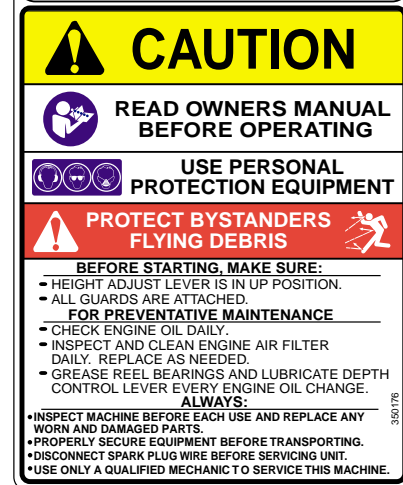 CAUTION
READ OWNERS MANUAL
BEFORE OPERATING
USE PERSONAL
PROTECTION EQUIPMENT
PROTECT BYSTANDERS
FLYING DEBRIS
BEFORE STARTING, MAKE SURE:
- HEIGHT ADJUST LEVER IS IN UP POSITION.
- ALL GUARDS ARE ATTACHED.
FOR PREVENTATIVE MAINTENANCE
- CHECK ENGINE OIL DAILY.
- INSPECT AND CLEAN ENGINE AIR FILTER
DAILY. REPLACE AS NEEDED.
- GREASE REEL BEARINGS AND LUBRICATE DEPTH
CONTROL LEVER EVERY ENGINE OIL CHANGE.
ALWAYS:
•INSPECT MACHINE BEFORE EACH USE AND REPLACE ANY
WORN AND DAMAGED PARTS.
•PROPERLY SECURE EQUIPMENT BEFORE TRANSPORTING.
•DISCONNECT SPARK PLUG WIRE BEFORE SERVICING UNIT.
•USE ONLY A QUALIFIED MECHANIC TO SERVICE THIS MACHINE.
350176